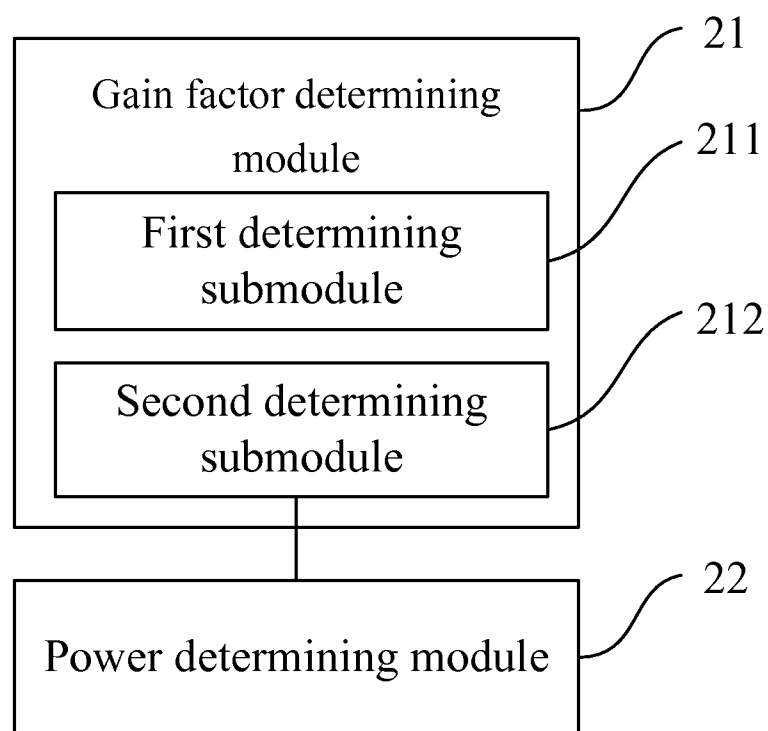 21
Gain factor determining
module
211
First determining
submodule
212
Second determining
submodule
22
Power determining module